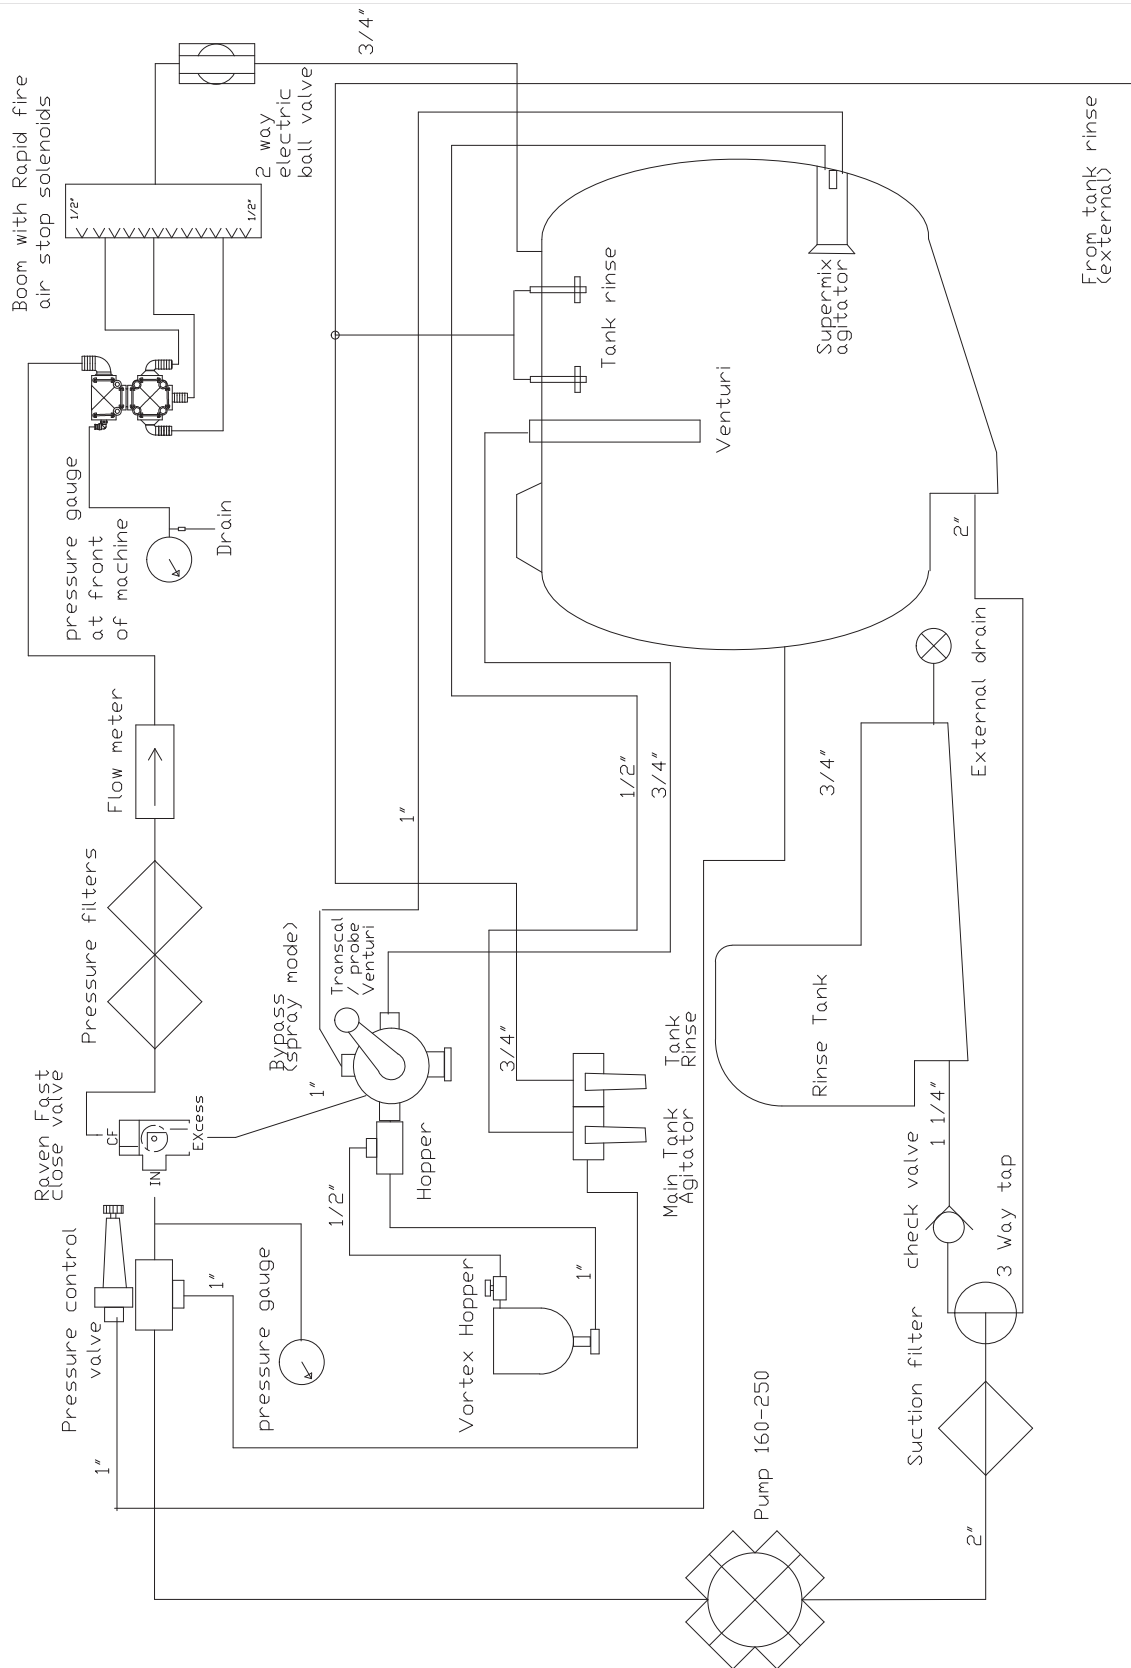 Boom with Rapid fire
air stop solenoids
1/2"
1/2"
2 way
electric
ball valve
3/4"
From tank rinse
(external)
Tank rinse
Supermix
agitator
Venturi
pressure gauge
at front
of machine
Drain
2"
External drain
Flow meter
1/2"
3/4"
1"
3/4"
Pressure filters
Bypass
(spray mode)
Transcal
/ probe
Venturi
Rinse Tank
Raven Fast
close valve
CF
EXcess
IN
1"
3/4"
Tank
Rinse
Main Tank
Agitator
Hopper
1 1/4"
check valve
3 Way tap
Pressure control
valve
1"
1/2"
1"
pressure gauge
Vortex Hopper
Suction filter
1"
Pump 160-250
2"